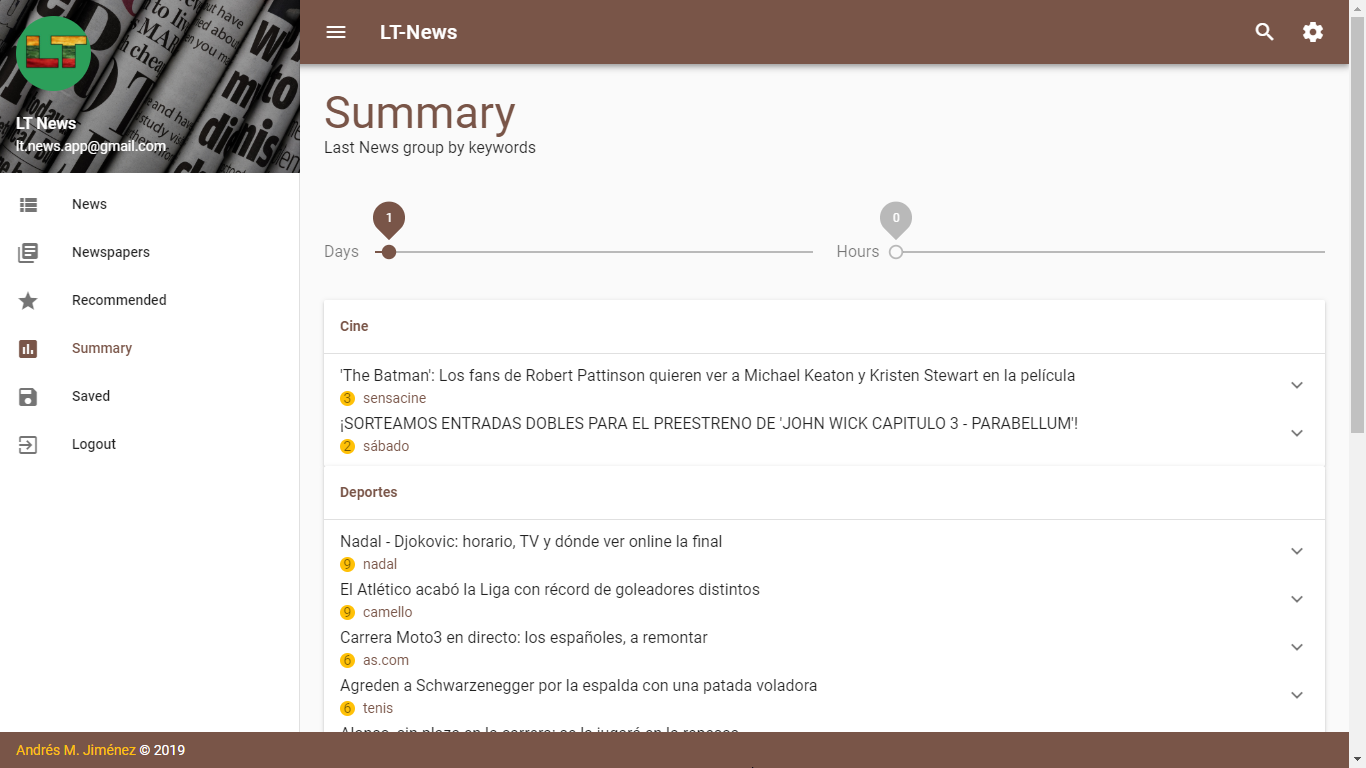 LT
LT News
lt.news.app@gmail.com
News
Newspapers
Recommended
Summary
Saved
Logout
LT-News
Summary
Last News group by keywords
Days
1
Hours
0
Cine
'The Batman': Los fans de Robert Pattinson quieren ver a Michael Keaton y Kristen Stewart en la película
3 sensacine
¡SORTEAMOS ENTRADAS DOBLES PARA EL PREESTRENO DE 'JOHN WICK CAPITULO 3 - PARABELLUM'!
2 sábado
Deportes
Nadal - Djokovic: horario, TV y dónde ver online la final
9 nadal
El Atlético acabó la Liga con récord de goleadores distintos
9 camello
Carrera Moto3 en directo: los españoles, a remontar
6 as.com
Agreden a Schwarzenegger por la espalda con una patada voladora
6 tenis
Andrés M. Jiménez © 2019